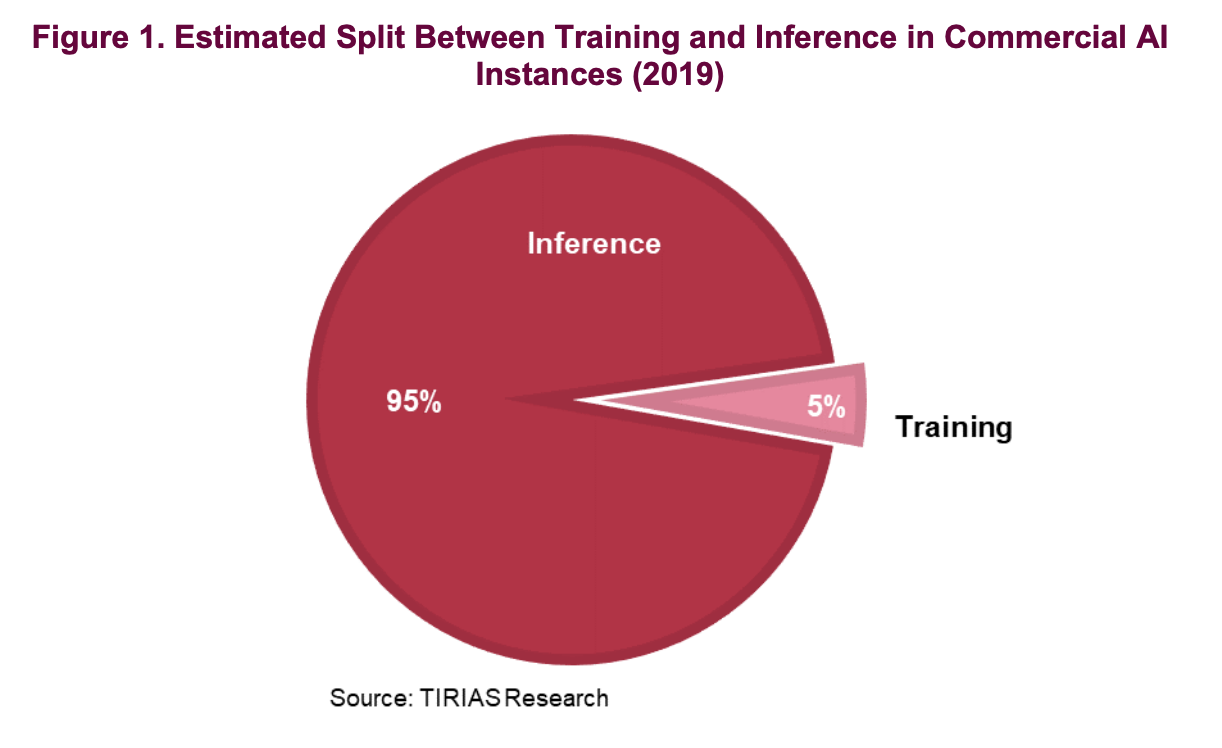 Figure 1. Estimated Split Between Training and Inference in Commercial AI
Instances (2019)
Inference
95%
5%
Training
Source: TIRIAS Research